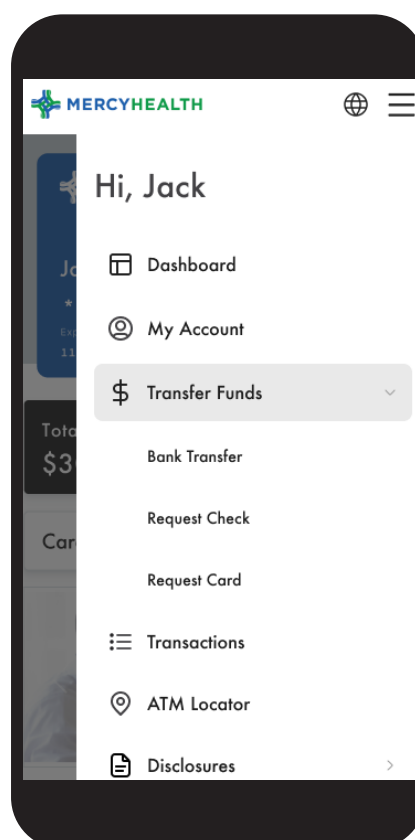 MERCYHEALTH
Hi, Jack
Dashboard
My Account
Transfer Funds
Bank Transfer
Request Check
Request Card
Transactions
ATM Locator
Disclosures